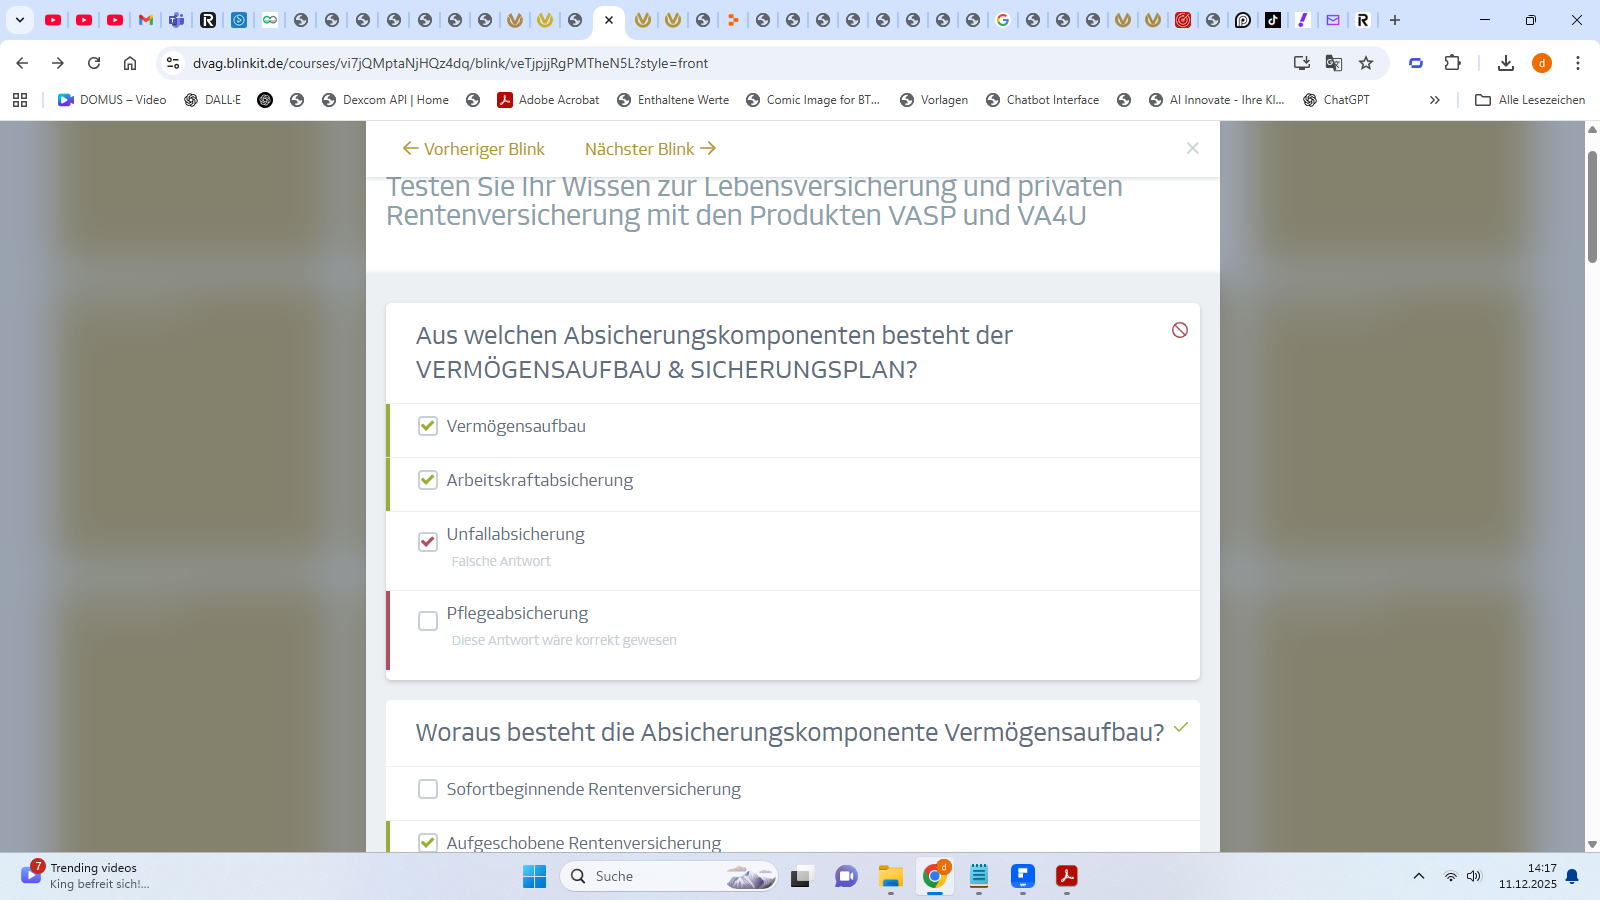 dvag.blinkit.de/courses/vi7jQMptaNjHQz4dq/blink/veTjpjjRgPMTheN5L?style=front
d
DOMUS – Video
DALL·E
Dexcom API | Home
Adobe Acrobat
Enthaltene Werte
Comic Image for BT...
Vorlagen
Chatbot Interface
AI Innovate - Ihre KI...
ChatGPT
Alle Lesezeichen
Vorheriger Blink
Nächster Blink
Testen Sie Ihr Wissen zur Lebensversicherung und privaten
Rentenversicherung mit den Produkten VASP und VA4U
Aus welchen Absicherungskomponenten besteht der
VERMÖGENSAUFBAU & SICHERUNGSPLAN?
Vermögensaufbau
Arbeitskraftabsicherung
Unfallabsicherung
Falsche Antwort
Pflegeabsicherung
Diese Antwort wäre korrekt gewesen
Woraus besteht die Absicherungskomponente Vermögensaufbau?
Sofortbeginnende Rentenversicherung
Aufgeschobene Rentenversicherung
7
Trending videos
King befreit sich!...
Suche
d
14:17
11.12.2025